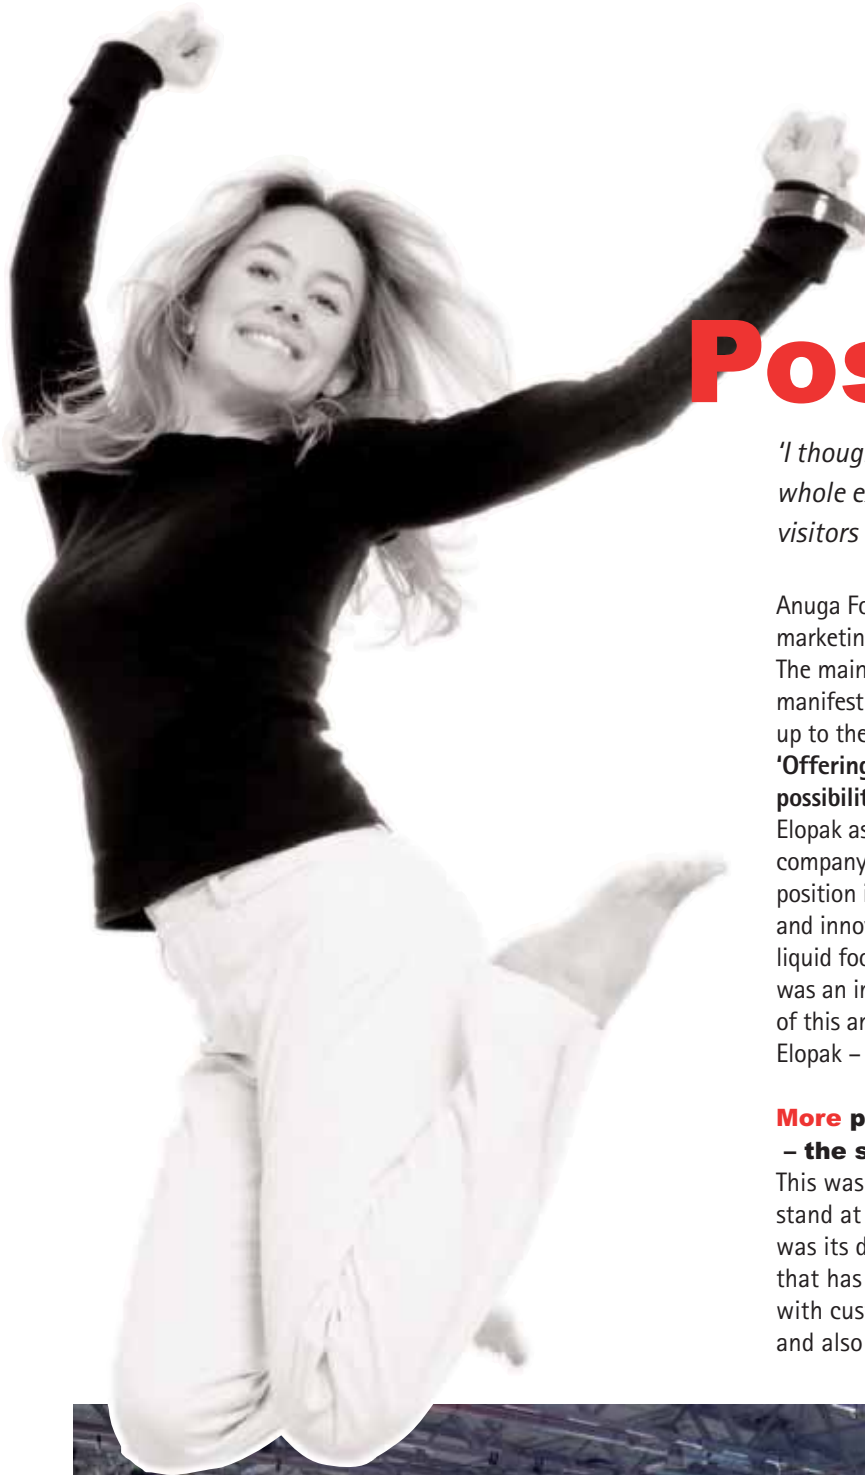 Pos
'I thoug
whole e
visitors
Anuga Fo
marketin
The main
manifest
up to the
'Offering
possibilit
Elopak as
company
position i
and innov
liquid foo
was an in
of this ar
Elopak –
More p
– the s
This was
stand at
was its d
that has
with cus
and also